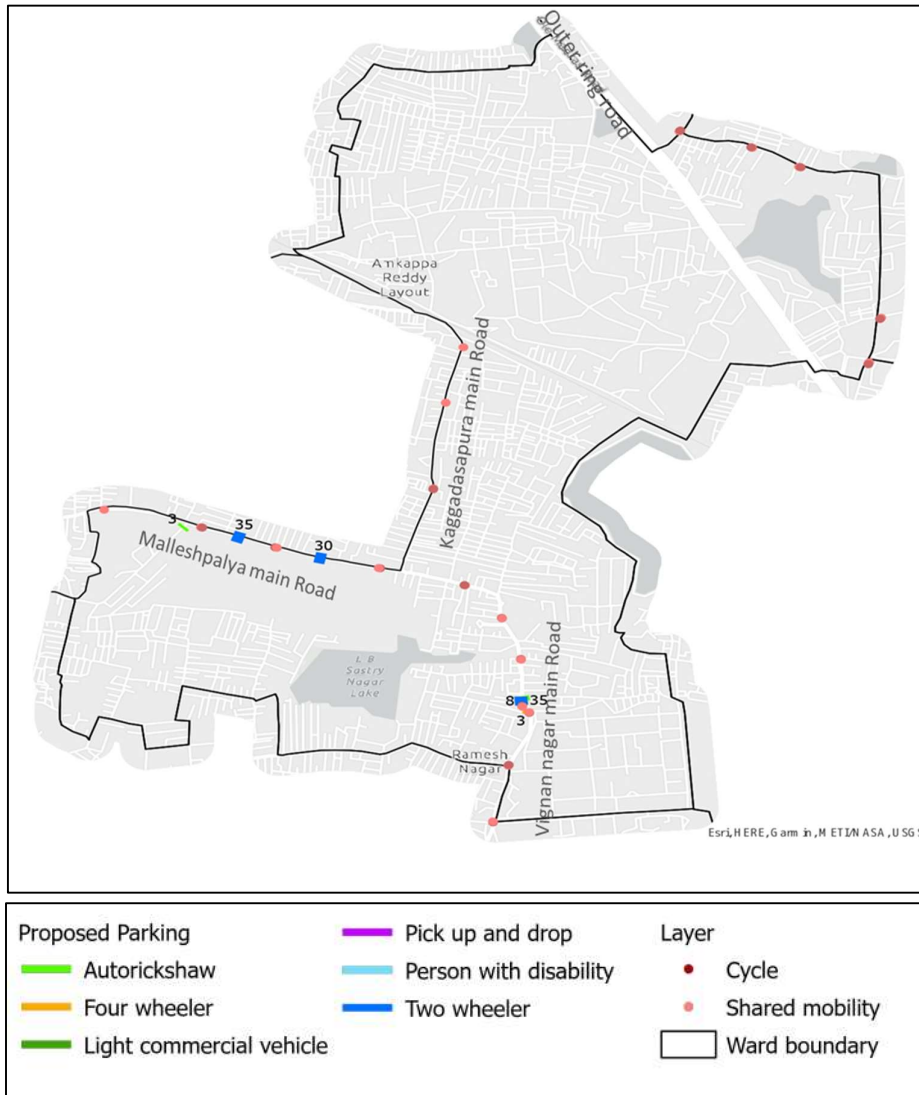 Outer ring road
Amkappa
Reddy
Layout
Kaggadasapura main Road
3
35
30
Malleshpalya main Road
L B
Sastry
Nagar
Lake
8
35
3
Vignan nagar main Road
Ramesh
Nagar
Esri, HERE, Garmin, METI/NASA, USGS
Proposed Parking
Autorickshaw
Four wheeler
Light commercial vehicle
Pick up and drop
Person with disability
Two wheeler
Layer
Cycle
Shared mobility
Ward boundary